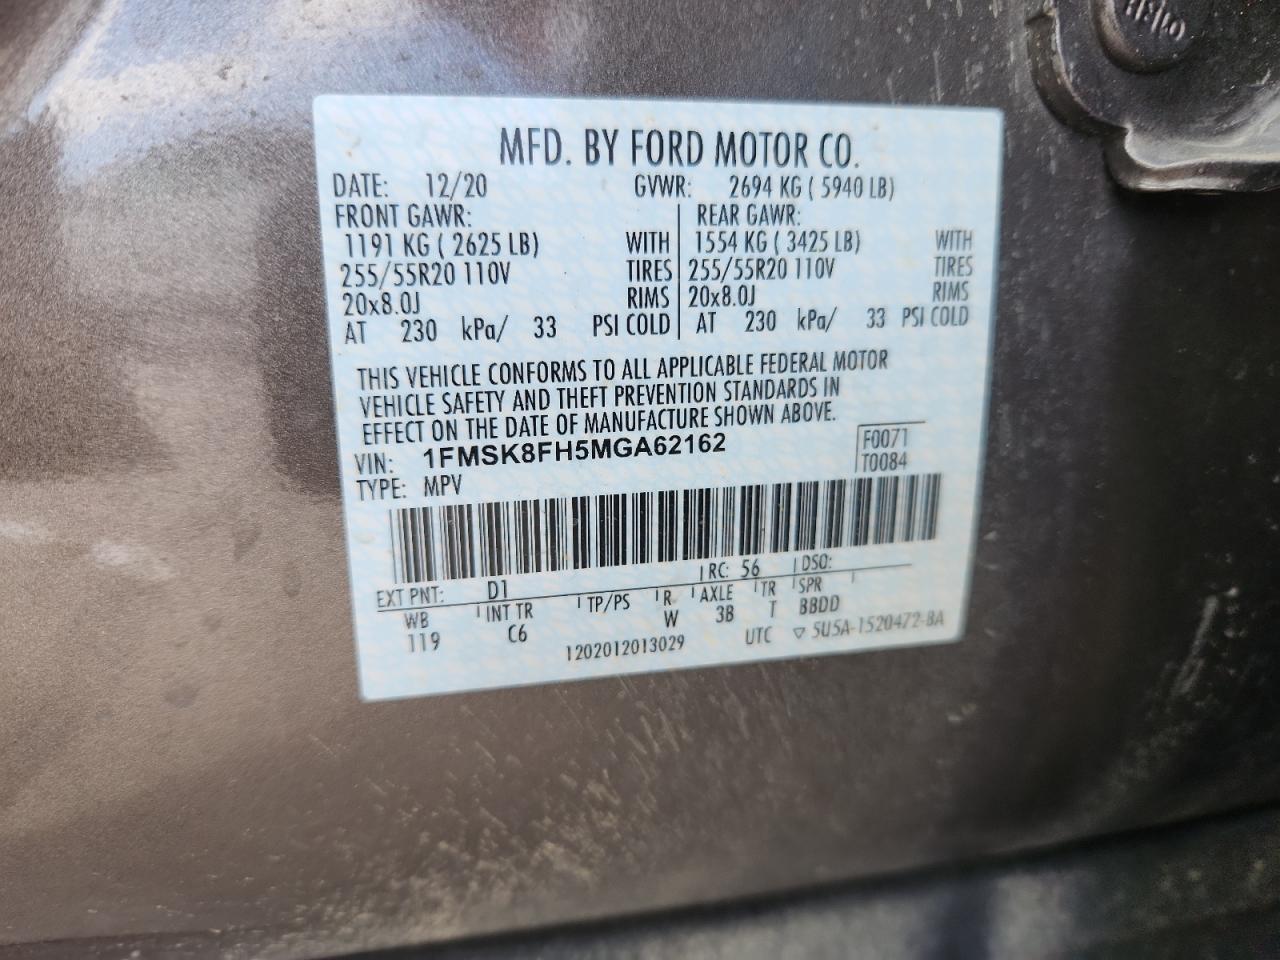 MFD. BY FORD MOTOR CO.
DATE: 12/20 GVWR: 2694 KG ( 5940 LB)
FRONT GAWR: REAR GAWR:
1191 KG ( 2625 LB) WITH 1554 KG ( 3425 LB) WITH
255/55R20 110V TIRES 255/55R20 110V TIRES
20x8.0J RIMS 20x8.0J RIMS
AT 230 kPa/ 33 PSI COLD AT 230 kPa/ 33 PSI COLD
THIS VEHICLE CONFORMS TO ALL APPLICABLE FEDERAL MOTOR
VEHICLE SAFETY AND THEFT PREVENTION STANDARDS IN
EFFECT ON THE DATE OF MANUFACTURE SHOWN ABOVE.
VIN: 1FMSK8FH5MGA62162 F0071
TYPE: MPV T0084
EXT PNT: D1 RC: 56 DSO:
WB INT TR TP/PS R AXLE TR SPR
119 C6 W 3B T BBDD
1202012013029 UTC ▽ 5U5A-1520472-BA